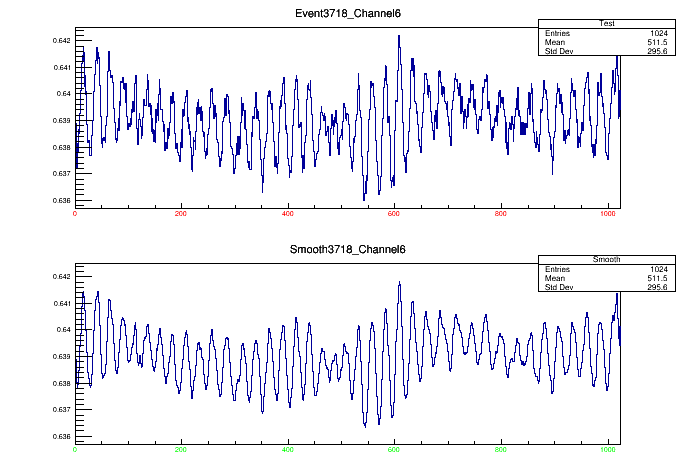 Event3718_Channel6
Test
Entries 1024
Mean 511.5
Std Dev 295.6
0.642
0.641
0.64
0.639
0.638
0.637
0.636
0 200 400 600 800 1000
Smooth3718_Channel6
Smooth
Entries 1024
Mean 511.5
Std Dev 295.6
0.642
0.641
0.64
0.639
0.638
0.637
0.636
0 200 400 600 800 1000